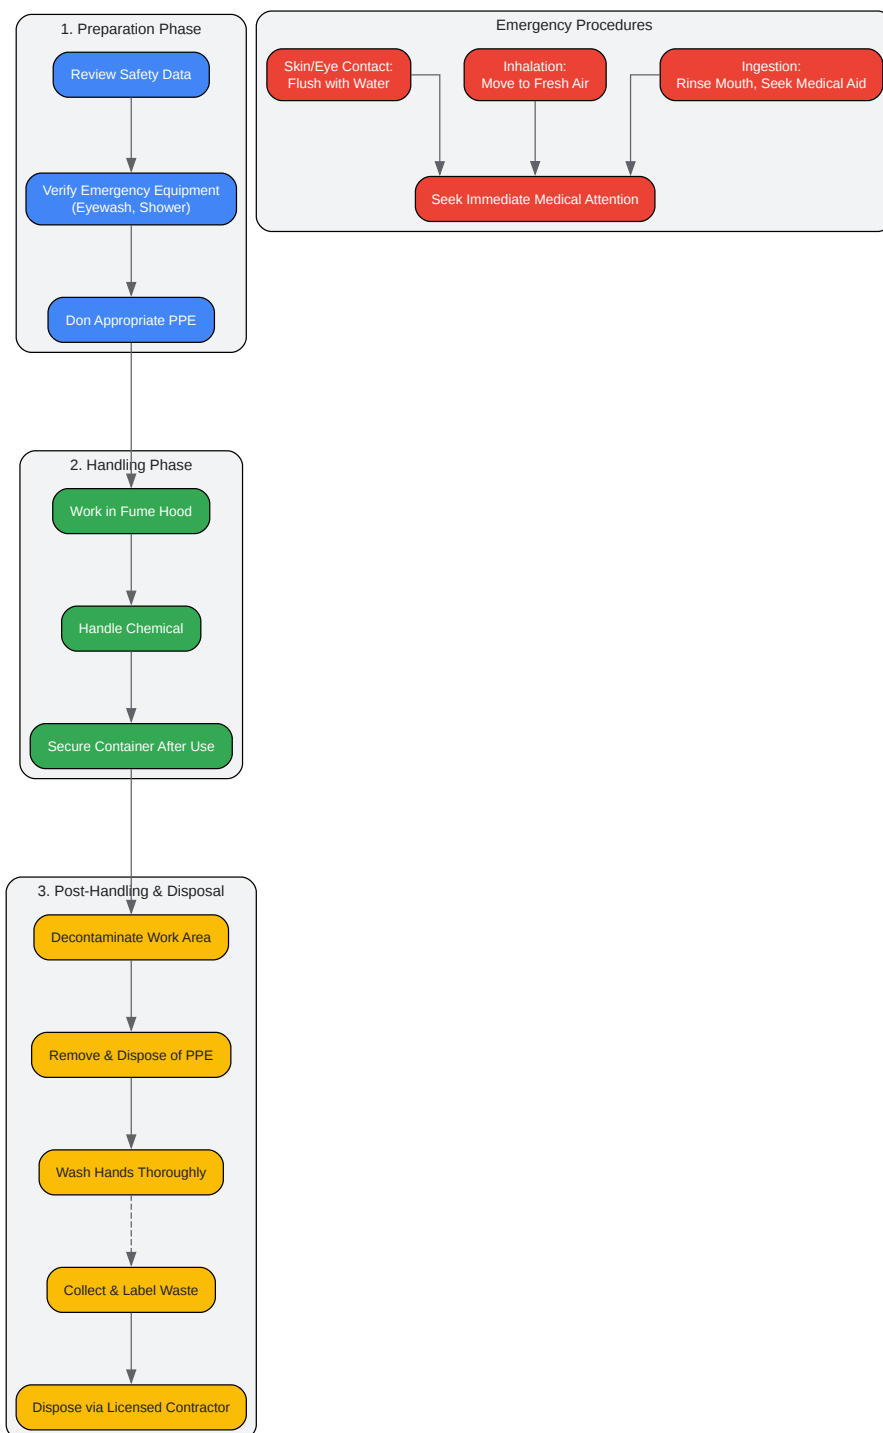 1. Preparation Phase
Review Safety Data
Verify Emergency Equipment
(Eyewash, Shower)
Don Appropriate PPE
Emergency Procedures
Skin/Eye Contact:
Flush with Water
Inhalation:
Move to Fresh Air
Ingestion:
Rinse Mouth, Seek Medical Aid
Seek Immediate Medical Attention
2. Handling Phase
Work in Fume Hood
Handle Chemical
Secure Container After Use
3. Post-Handling & Disposal
Decontaminate Work Area
Remove & Dispose of PPE
Wash Hands Thoroughly
Collect & Label Waste
Dispose via Licensed Contractor